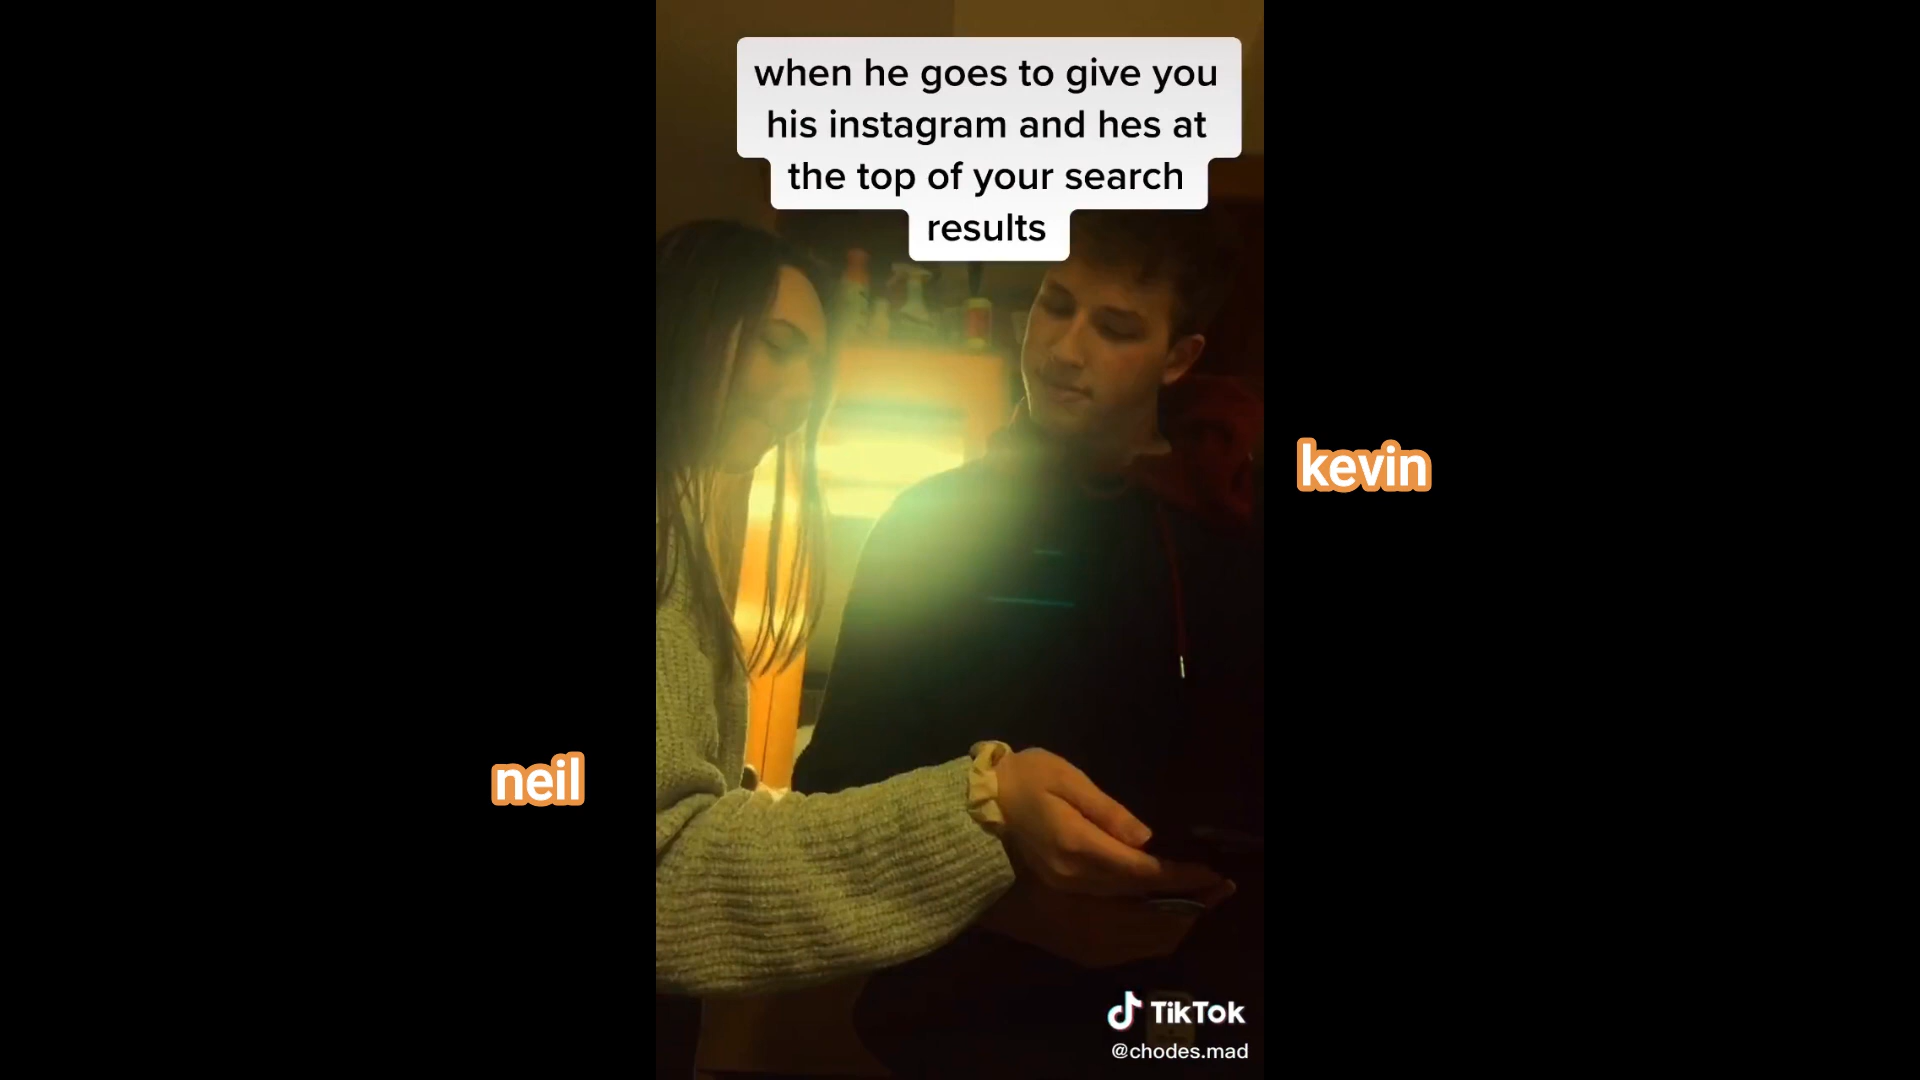 when he goes to give you
his instagram and hes at
the top of your search
results
kevin
neil
TikTok
@chodes.mad